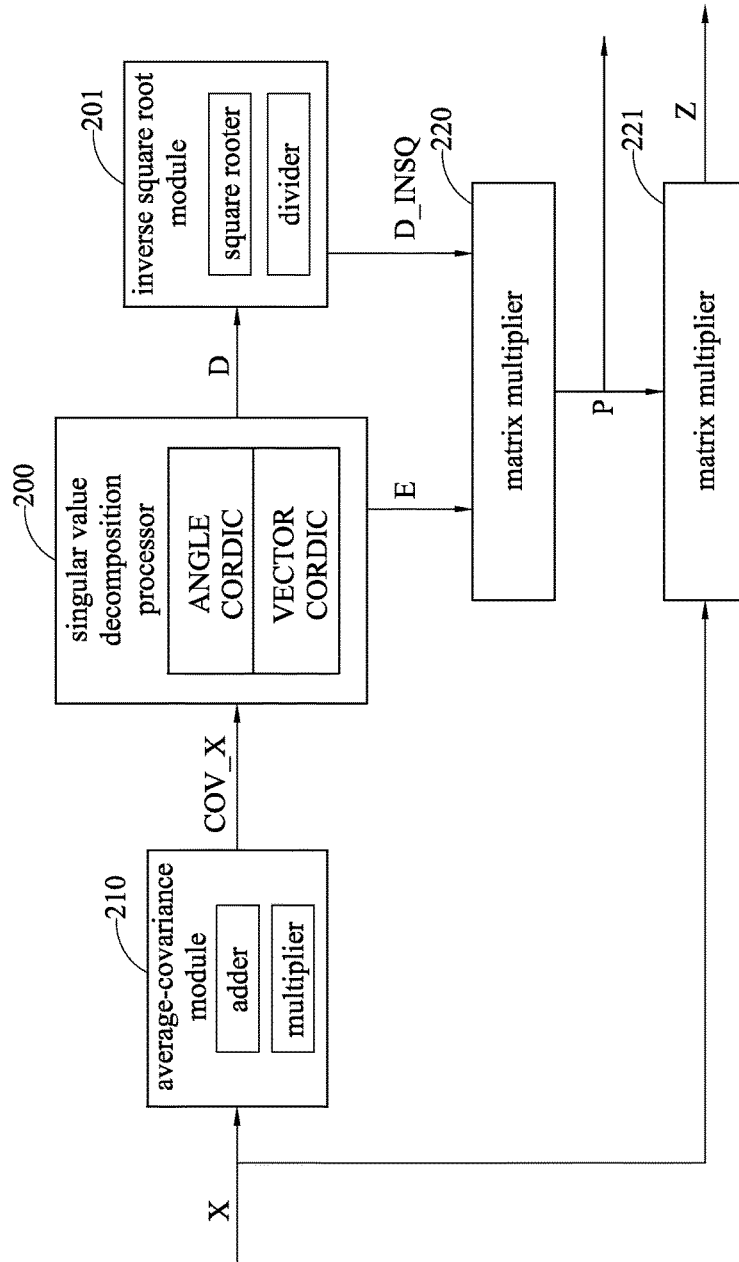 X
210
average-covariance
module
adder
multiplier
COV_X
200
singular value
decomposition
processor
ANGLE
CORDIC
VECTOR
CORDIC
D
E
201
inverse square root
module
square rooter
divider
D_INSQ
220
matrix multiplier
P
221
matrix multiplier
Z